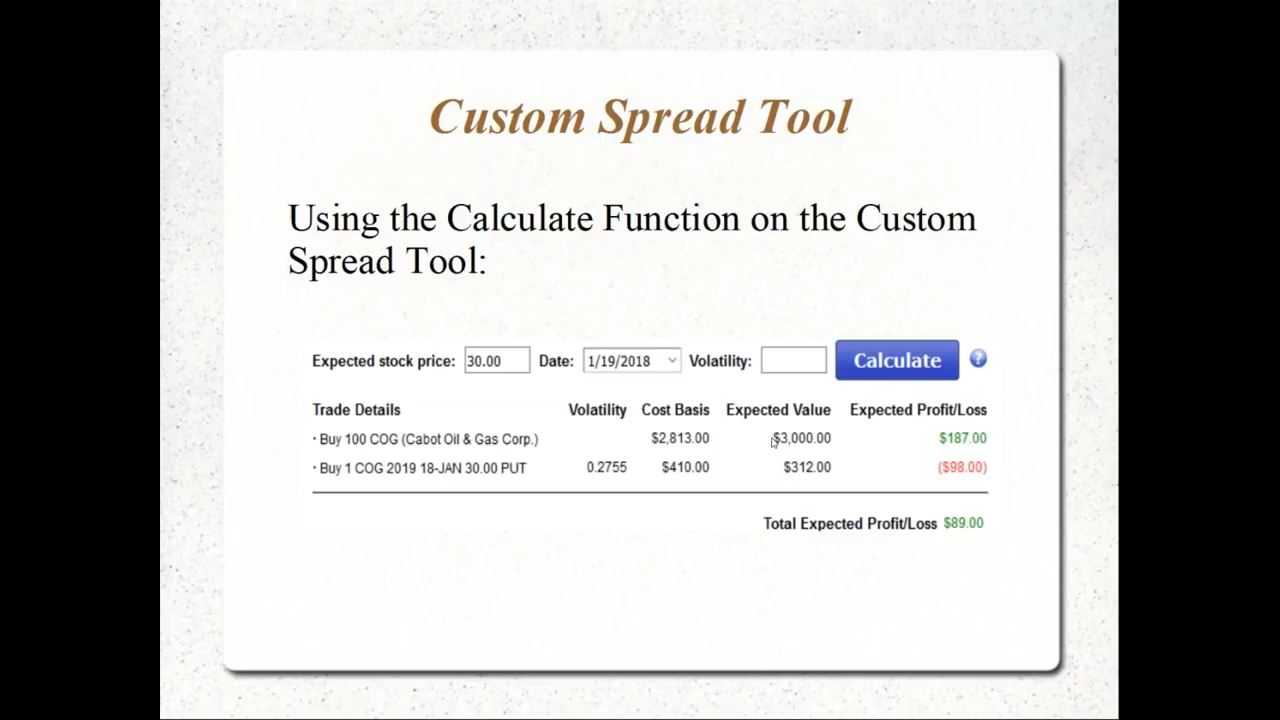 Custom Spread Tool
Using the Calculate Function on the Custom
Spread Tool:
Expected stock price: 30.00 Date: 1/19/2018 Volatility: Calculate ?
Trade Details Volatility Cost Basis Expected Value Expected Profit/Loss
· Buy 100 COG (Cabot Oil & Gas Corp.) $2,813.00 $3,000.00 $187.00
· Buy 1 COG 2019 18-JAN 30.00 PUT 0.2755 $410.00 $312.00 ($98.00)
Total Expected Profit/Loss $89.00